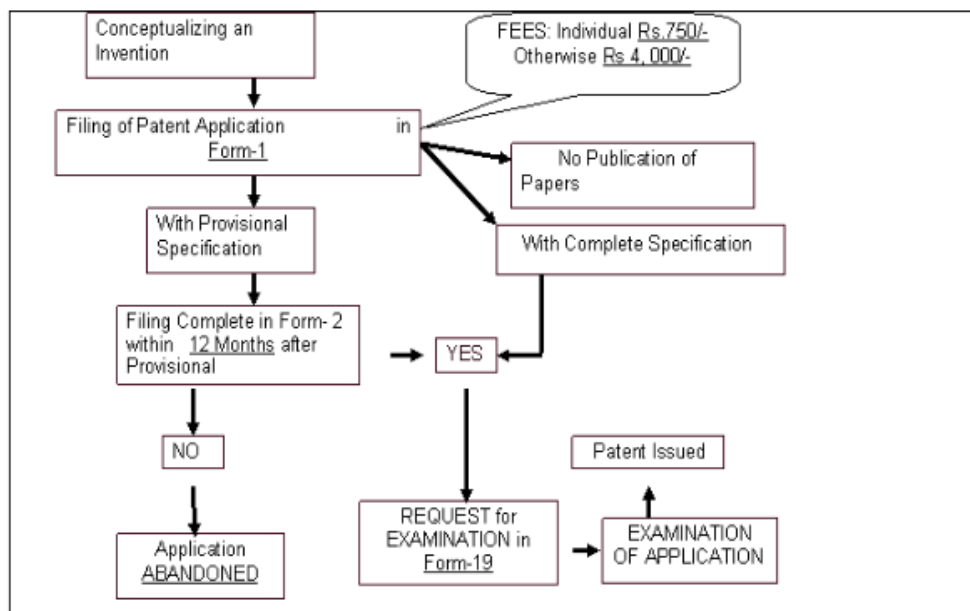 Conceptualizing an
Invention
FEES: Individual Rs.750/-
Otherwise Rs 4, 000/-
Filing of Patent Application in
Form-1
No Publication of
Papers
With Provisional
Specification
With Complete Specification
Filing Complete in Form- 2
within 12 Months after
Provisional
YES
NO
Patent Issued
REQUEST for
EXAMINATION in
Form-19
EXAMINATION
OF APPLICATION
Application
ABANDONED